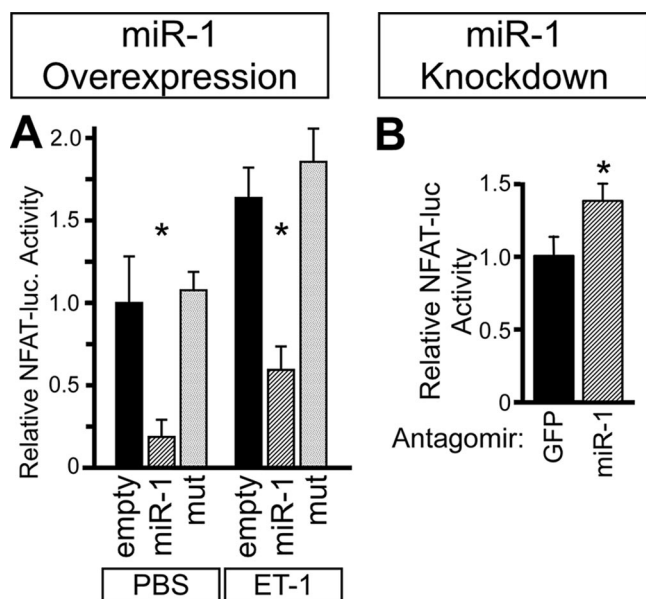 miR-1
Overexpression
miR-1
Knockdown
A
Relative NFAT-luc. Activity
2.0
1.5
1.0
0.5
0
*
*
empty
miR-1
mut
empty
miR-1
mut
PBS
ET-1
B
Relative NFAT-luc
Activity
1.5
1.0
0.5
0
*
Antagomir:
GFP
miR-1